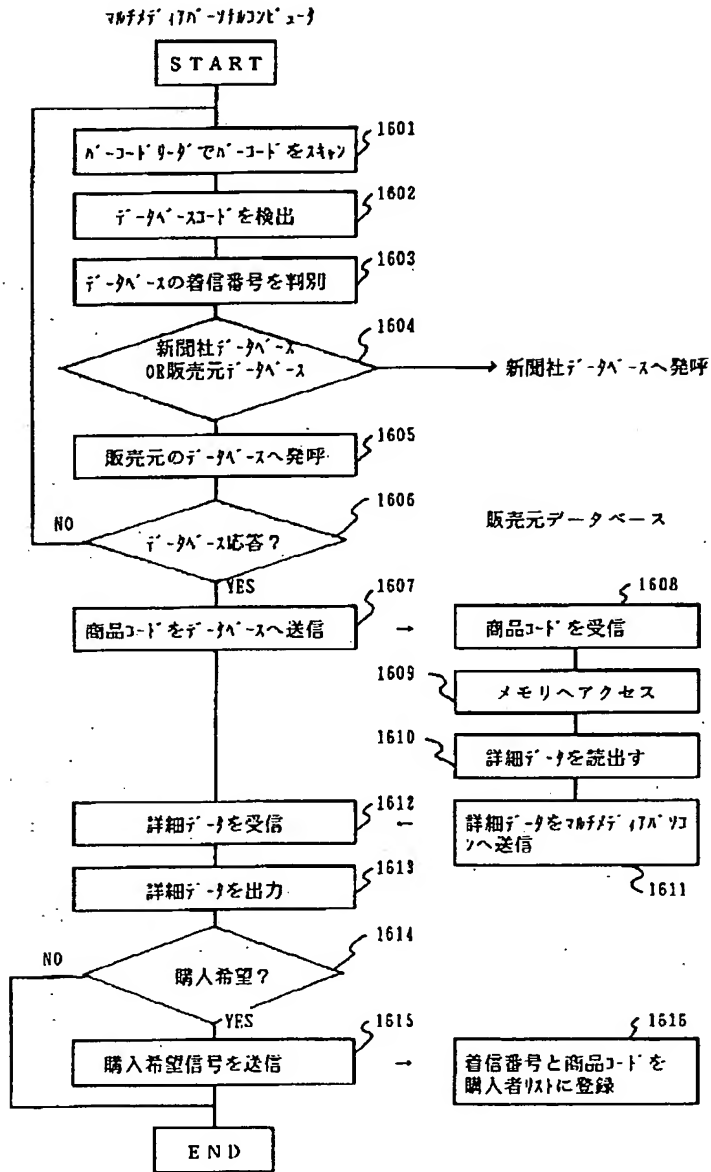 マルチメディアパーソナルコンピュータ
START
1601
バーコードリーダでバーコードをスキャン
1602
データベースコードを検出
1603
データベースの着信番号を判別
1604
新聞社データベース
OR販売元データベース
新聞社データベースへ発呼
1605
販売元のデータベースへ発呼
1606
NO
データベース応答?
販売元データベース
YES
1607
商品コードをデータベースへ送信
→
1608
商品コードを受信
1609
メモリへアクセス
1610
詳細データを読出す
1612
詳細データを受信
←
詳細データをマルチメディアパソコ
ンへ送信
1611
1613
詳細データを出力
1614
NO
購入希望?
YES
1615
購入希望信号を送信
→
1616
着信番号と商品コードを
購入者リストに登録
END